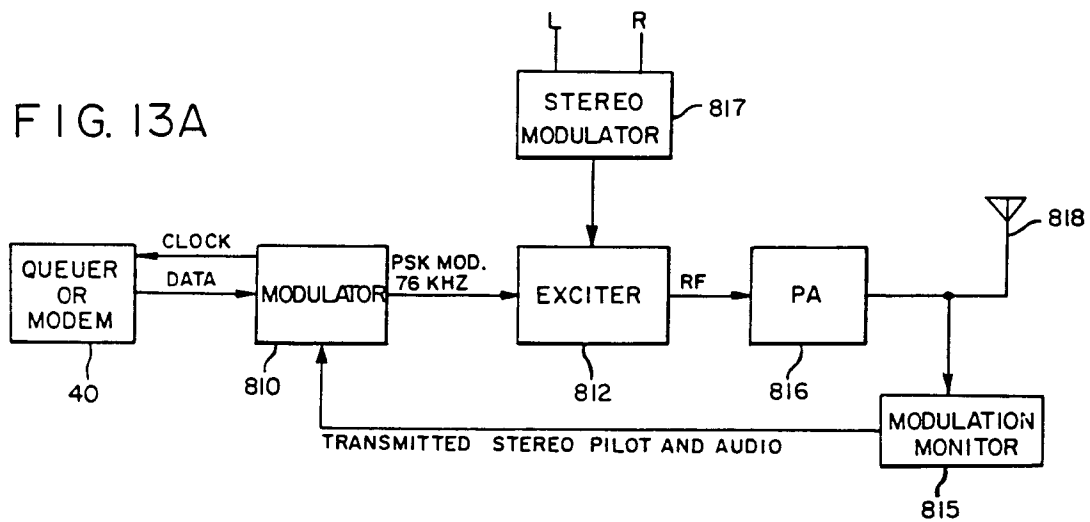 FIG. 13A
L R
STEREO
MODULATOR
817
818
QUEUER
OR
MODEM
40
CLOCK
DATA
MODULATOR
810
PSK MOD.
76 KHZ
EXCITER
812
RF
PA
816
MODULATION
MONITOR
815
TRANSMITTED STEREO PILOT AND AUDIO